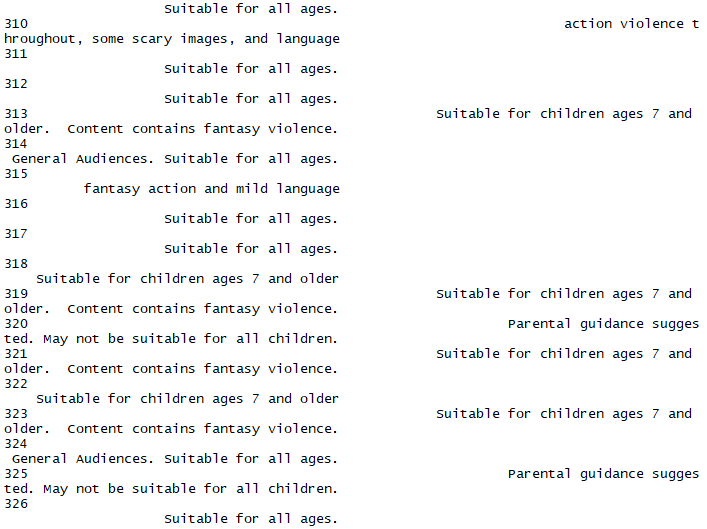 Suitable for all ages.
310 action violence t
hroughout, some scary images, and language
311
Suitable for all ages.
312
Suitable for all ages.
313 Suitable for children ages 7 and
older.  Content contains fantasy violence.
314
General Audiences. Suitable for all ages.
315
fantasy action and mild language
316
Suitable for all ages.
317
Suitable for all ages.
318
Suitable for children ages 7 and older
319 Suitable for children ages 7 and
older.  Content contains fantasy violence.
320 Parental guidance sugges
ted. May not be suitable for all children.
321 Suitable for children ages 7 and
older.  Content contains fantasy violence.
322
Suitable for children ages 7 and older
323 Suitable for children ages 7 and
older.  Content contains fantasy violence.
324
General Audiences. Suitable for all ages.
325 Parental guidance sugges
ted. May not be suitable for all children.
326
Suitable for all ages.